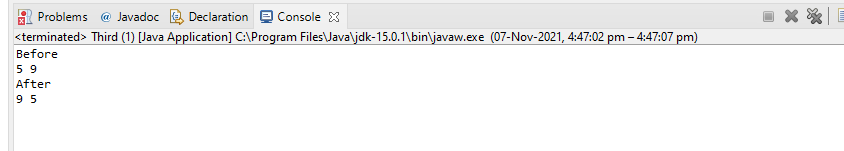 Problems @ Javadoc Declaration Console
<terminated> Third (1) [Java Application] C:\Program Files\Java\jdk-15.0.1\bin\javaw.exe (07-Nov-2021, 4:47:02 pm – 4:47:07 pm)
Before
5 9
After
9 5